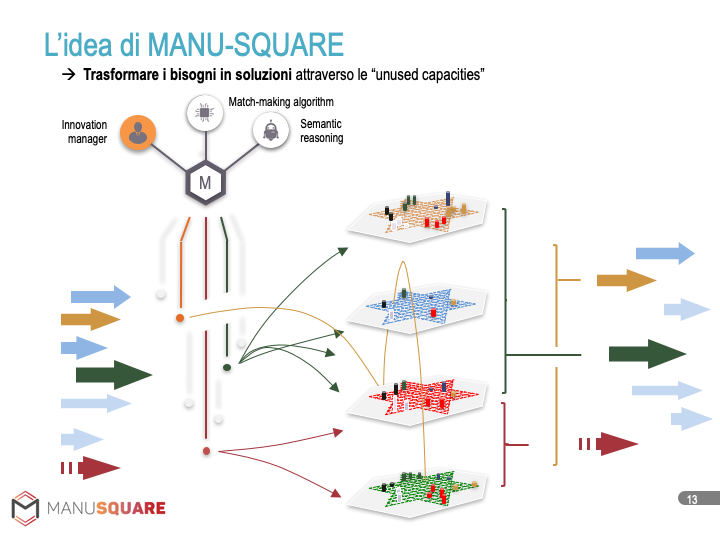 L’idea di MANU-SQUARE
→ Trasformare i bisogni in soluzioni attraverso le “unused capacities”
Match-making algorithm
Innovation
manager
Semantic
reasoning
M
13
MANUSQUARE